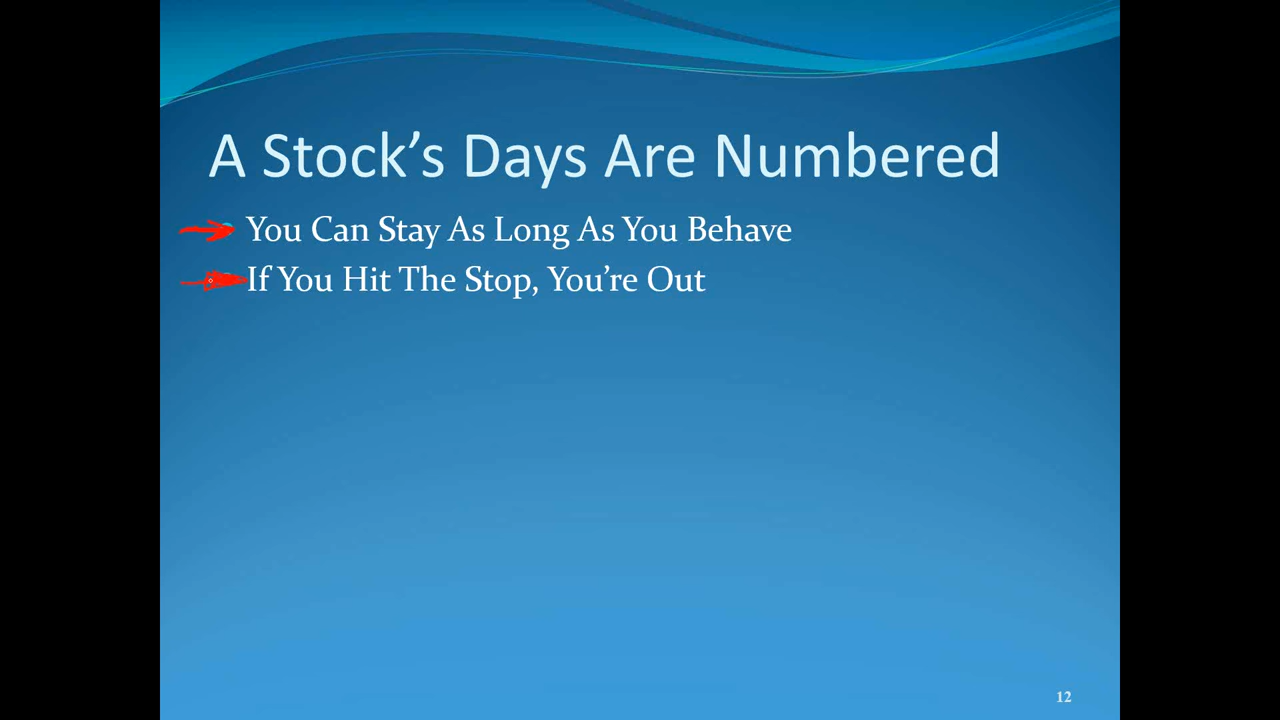 A Stock’s Days Are Numbered
You Can Stay As Long As You Behave
If You Hit The Stop, You’re Out
12